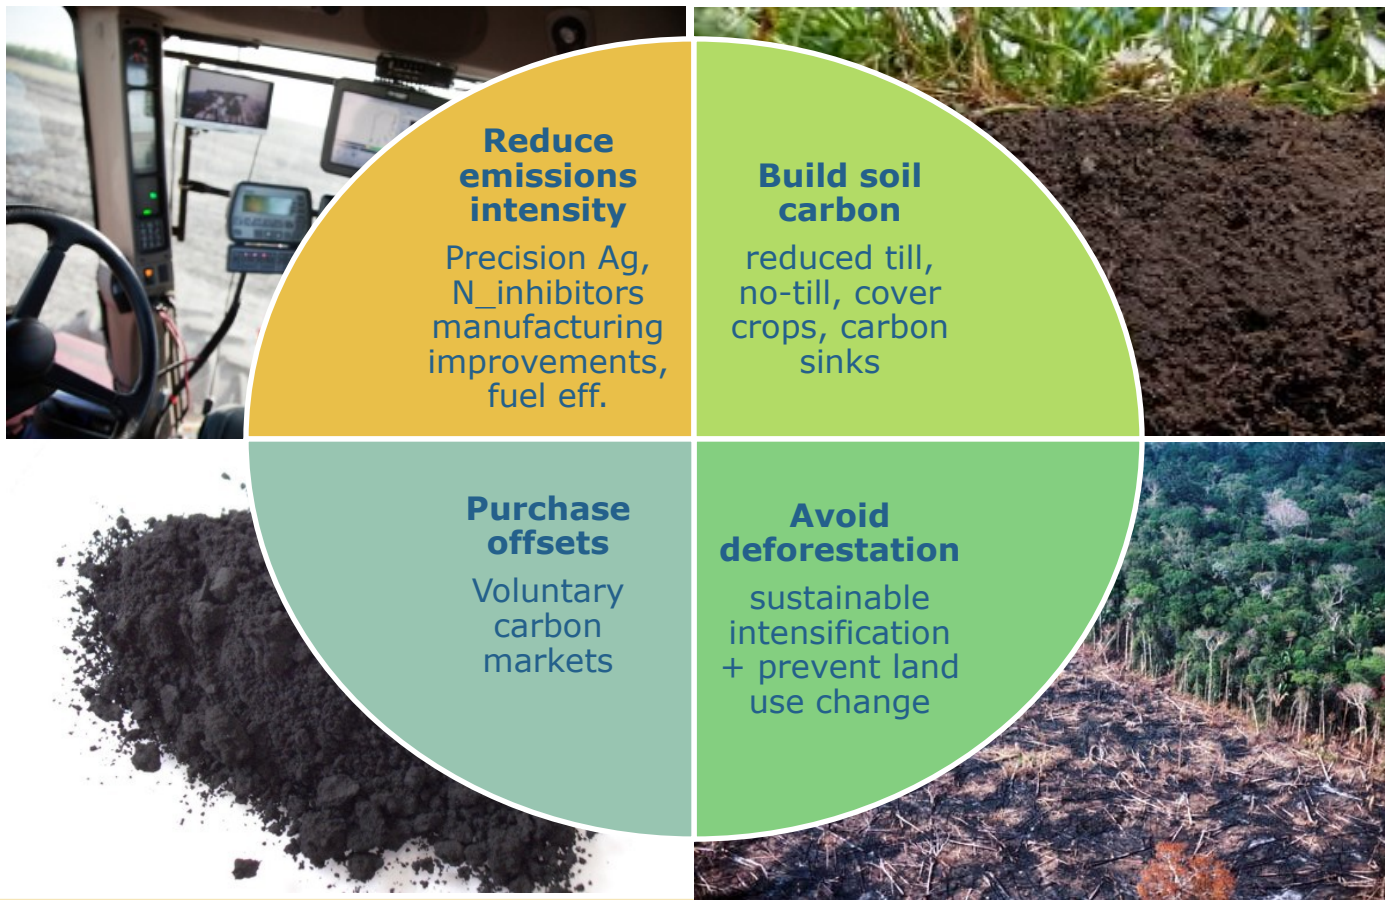 Reduce
emissions
intensity
Precision Ag,
N_inhibitors
manufacturing
improvements,
fuel eff.
Build soil
carbon
reduced till,
no-till, cover
crops, carbon
sinks
Purchase
offsets
Voluntary
carbon
markets
Avoid
deforestation
sustainable
intensification
+ prevent land
use change